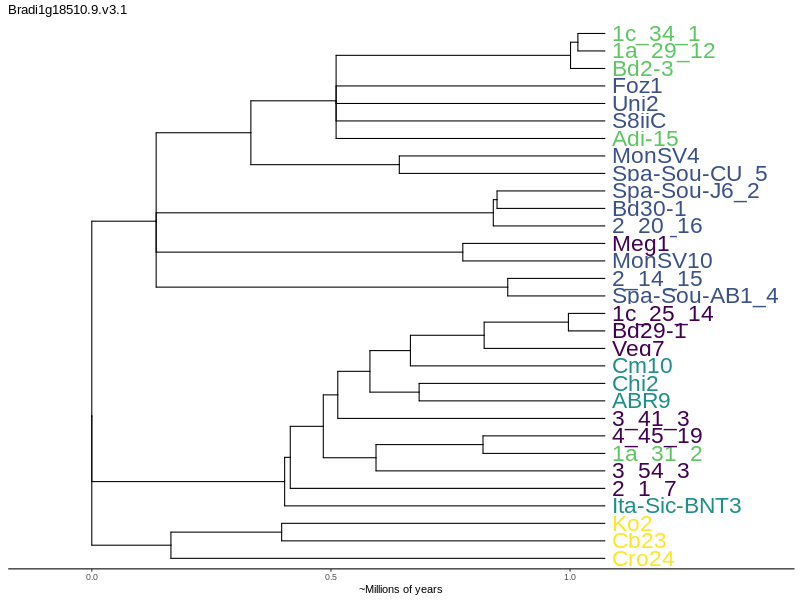 Bradi1g18510.9.v3.1
1c_34_1
1a_29_12
Bd2-3
Foz1
Uni2
S8iiC
Adi-15
MonSV4
Spa-Sou-CU_5
Spa-Sou-J6_2
Bd30-1
2_20_16
Meg1
MonSV10
2_14_15
Spa-Sou-AB1_4
1c_25_14
Bd29-1
Veg7
Cm10
Chi2
ABR9
3_41_3
4_45_19
1a_31_2
3_54_3
2_1_7
Ita-Sic-BNT3
Ko2
Cb23
Cro24
0.0 0.5 1.0
~Millions of years